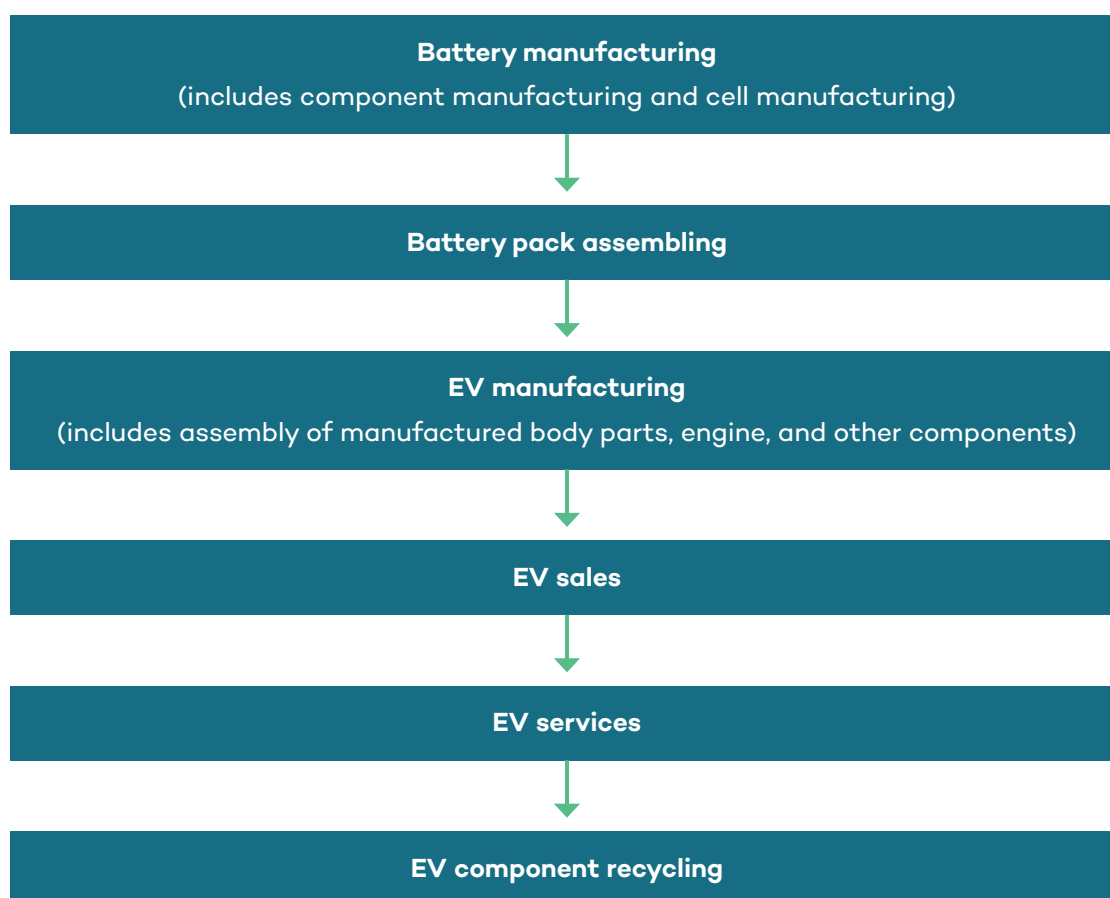 Battery manufacturing
(includes component manufacturing and cell manufacturing)
Battery pack assembling
EV manufacturing
(includes assembly of manufactured body parts, engine, and other components)
EV sales
EV services
EV component recycling